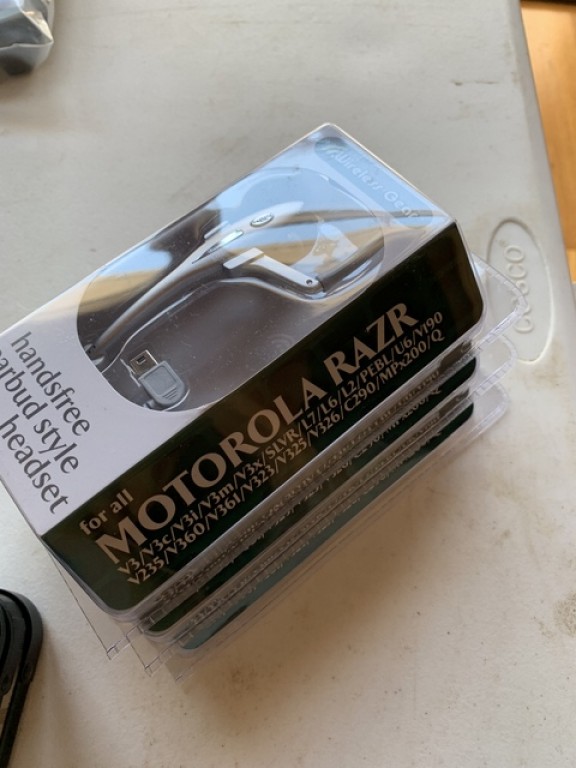 Wireless Gear
handsfree
earbud style
headset
for all
MOTOROLA RAZR
V3/V3c/V3i/V3m/V3x/SLVR/L7/L6/L2/PEBL/U6/V190
V235/V360/V361/V323/V325/V326/C290/MPx200/Q
COSCO